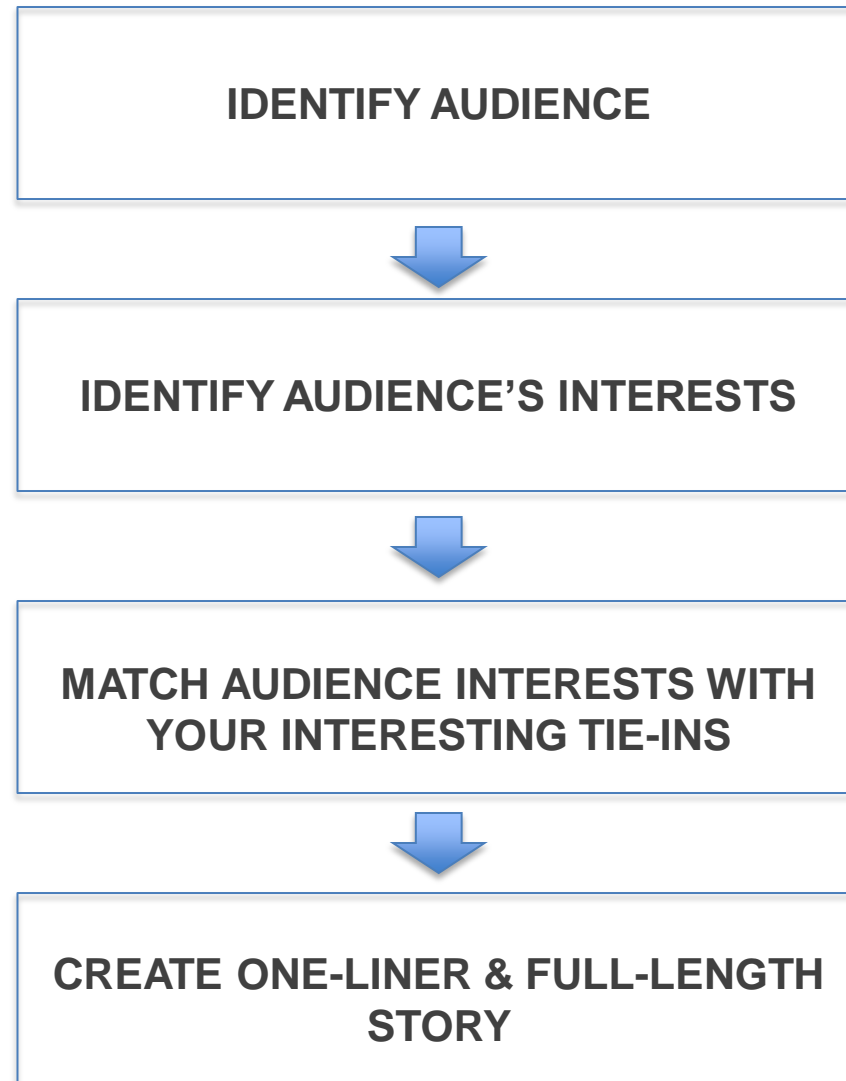 IDENTIFY AUDIENCE
IDENTIFY AUDIENCE’S INTERESTS
MATCH AUDIENCE INTERESTS WITH
YOUR INTERESTING TIE-INS
CREATE ONE-LINER & FULL-LENGTH
STORY